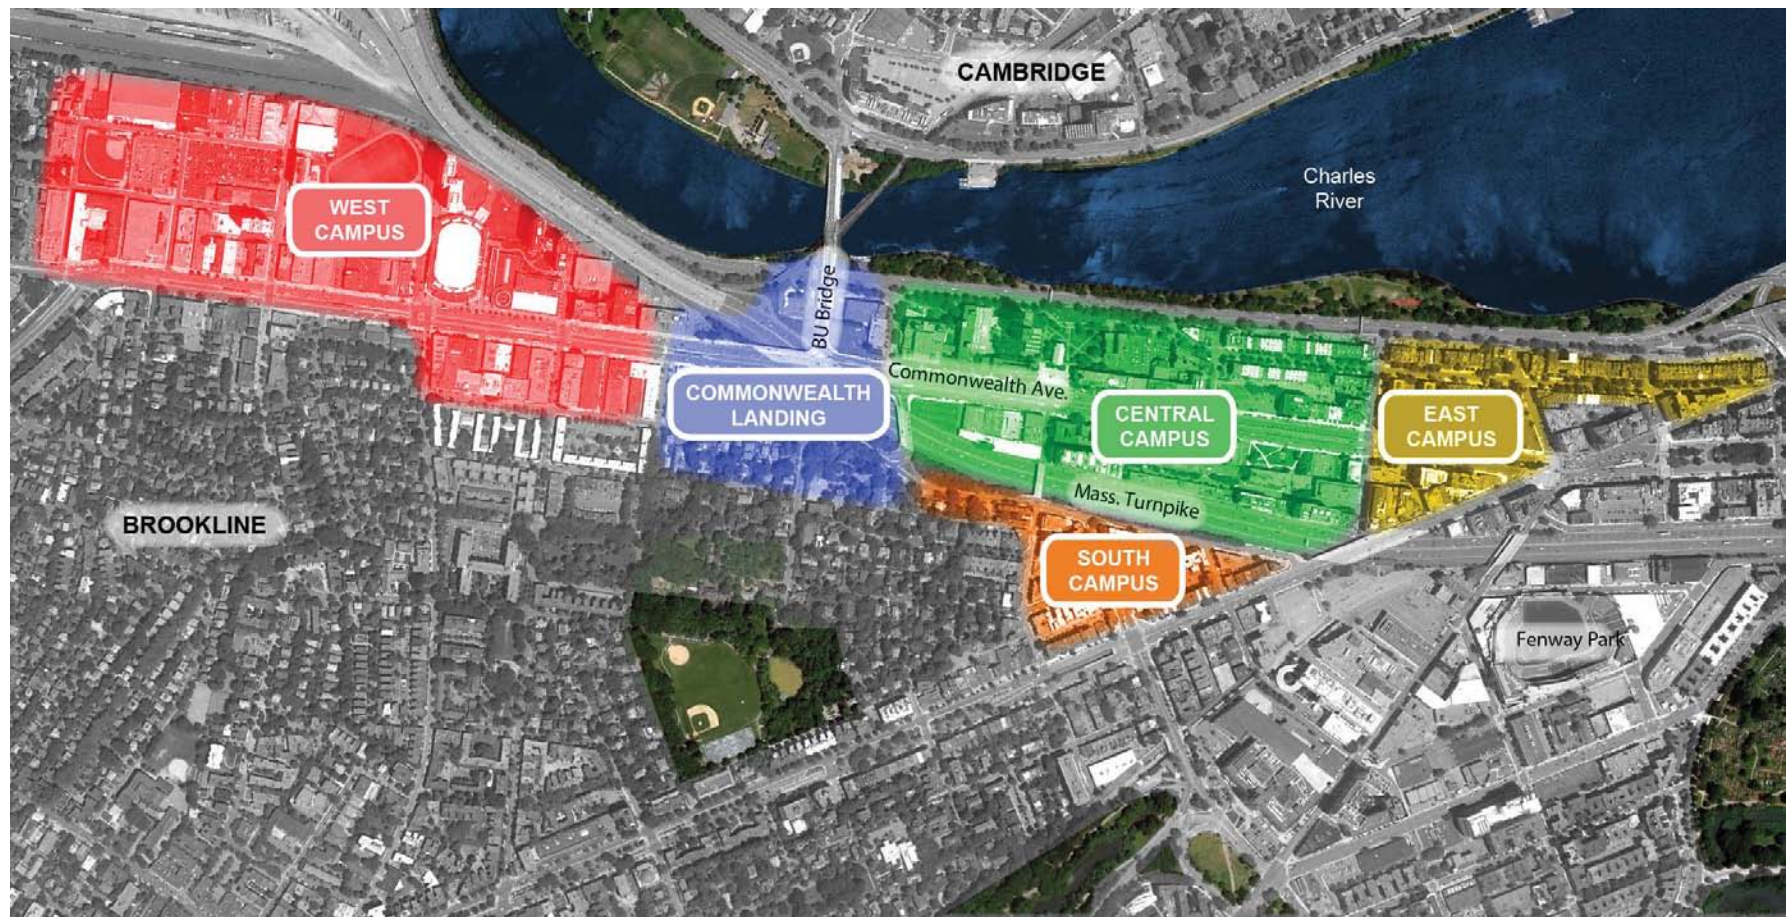 CAMBRIDGE
Charles
River
WEST
CAMPUS
BU Bridge
COMMONWEALTH
LANDING
Commonwealth Ave.
CENTRAL
CAMPUS
EAST
CAMPUS
Mass. Turnpike
BROOKLINE
SOUTH
CAMPUS
Fenway Park